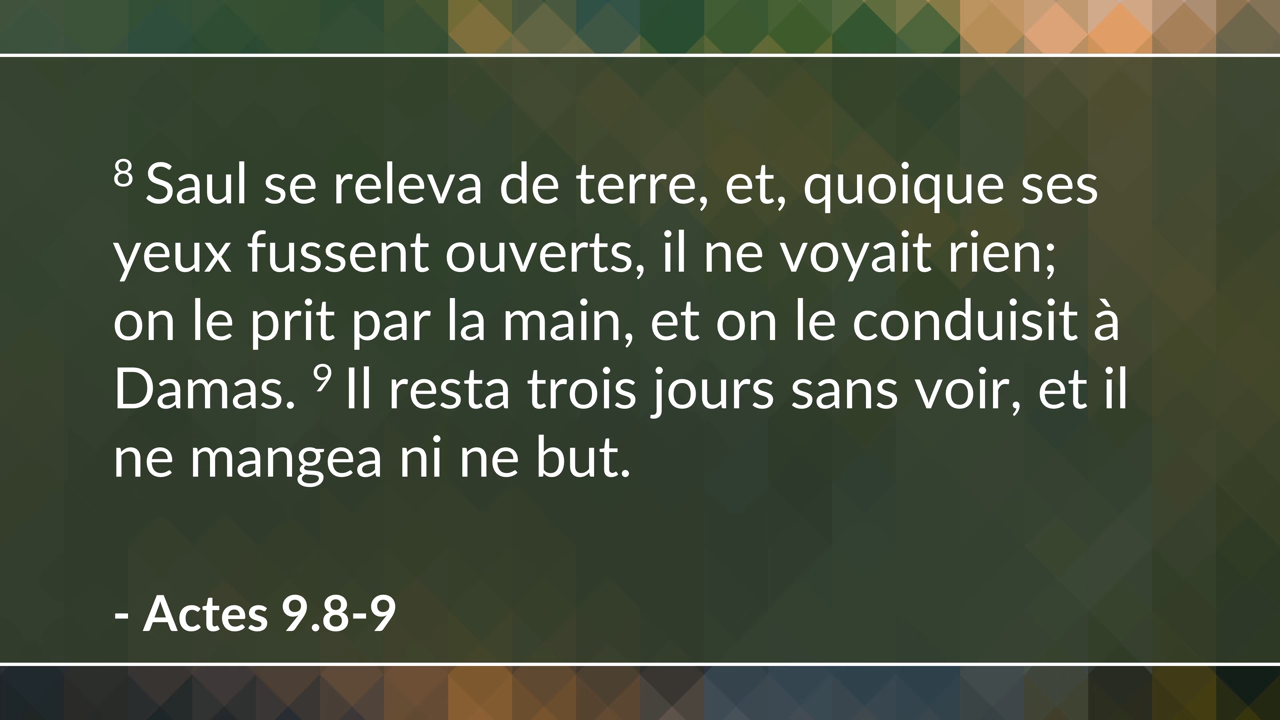 8 Saul se releva de terre, et, quoique ses
yeux fussent ouverts, il ne voyait rien;
on le prit par la main, et on le conduisit à
Damas. 9 Il resta trois jours sans voir, et il
ne mangea ni ne but.
- Actes 9.8-9